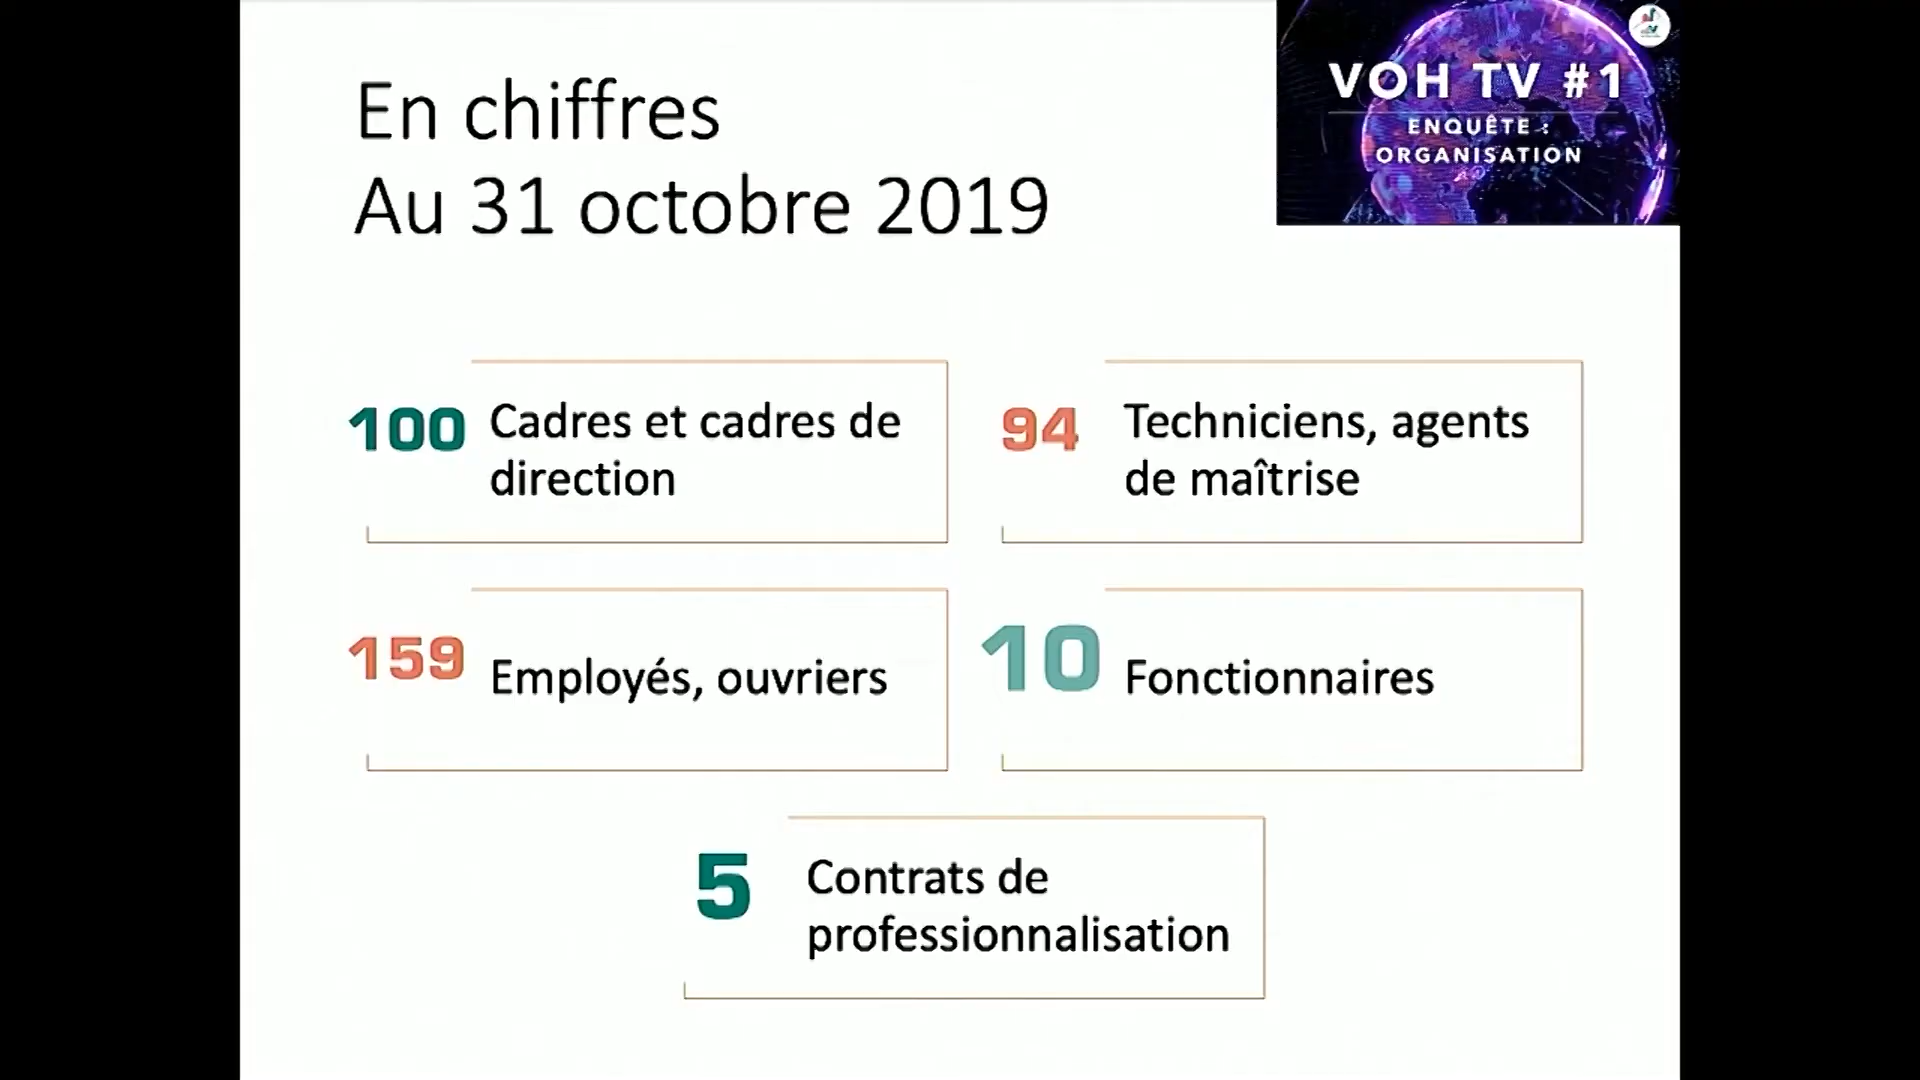 En chiffres
Au 31 octobre 2019
VOH TV #1
ENQUÊTE :
ORGANISATION
100 Cadres et cadres de
direction
94 Techniciens, agents
de maîtrise
159 Employés, ouvriers
10 Fonctionnaires
5 Contrats de
professionnalisation